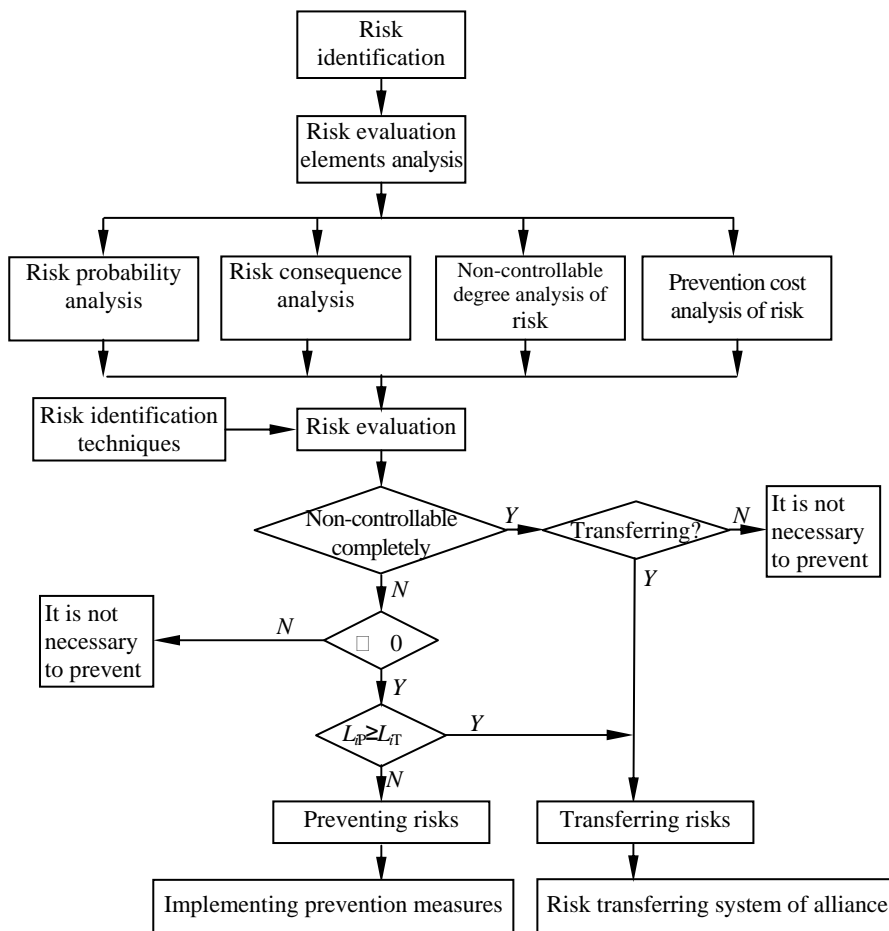 Risk
identification
Risk evaluation
elements analysis
Risk probability
analysis
Risk consequence
analysis
Non-controllable
degree analysis of
risk
Prevention cost
analysis of risk
Risk identification
techniques
Risk evaluation
Non-controllable
completely
Y
Transferring?
N
It is not
necessary
to prevent
Y
N
It is not
necessary
to prevent
N
□ 0
Y
LiP≥LiT
Y
N
Preventing risks
Transferring risks
Implementing prevention measures
Risk transferring system of alliance